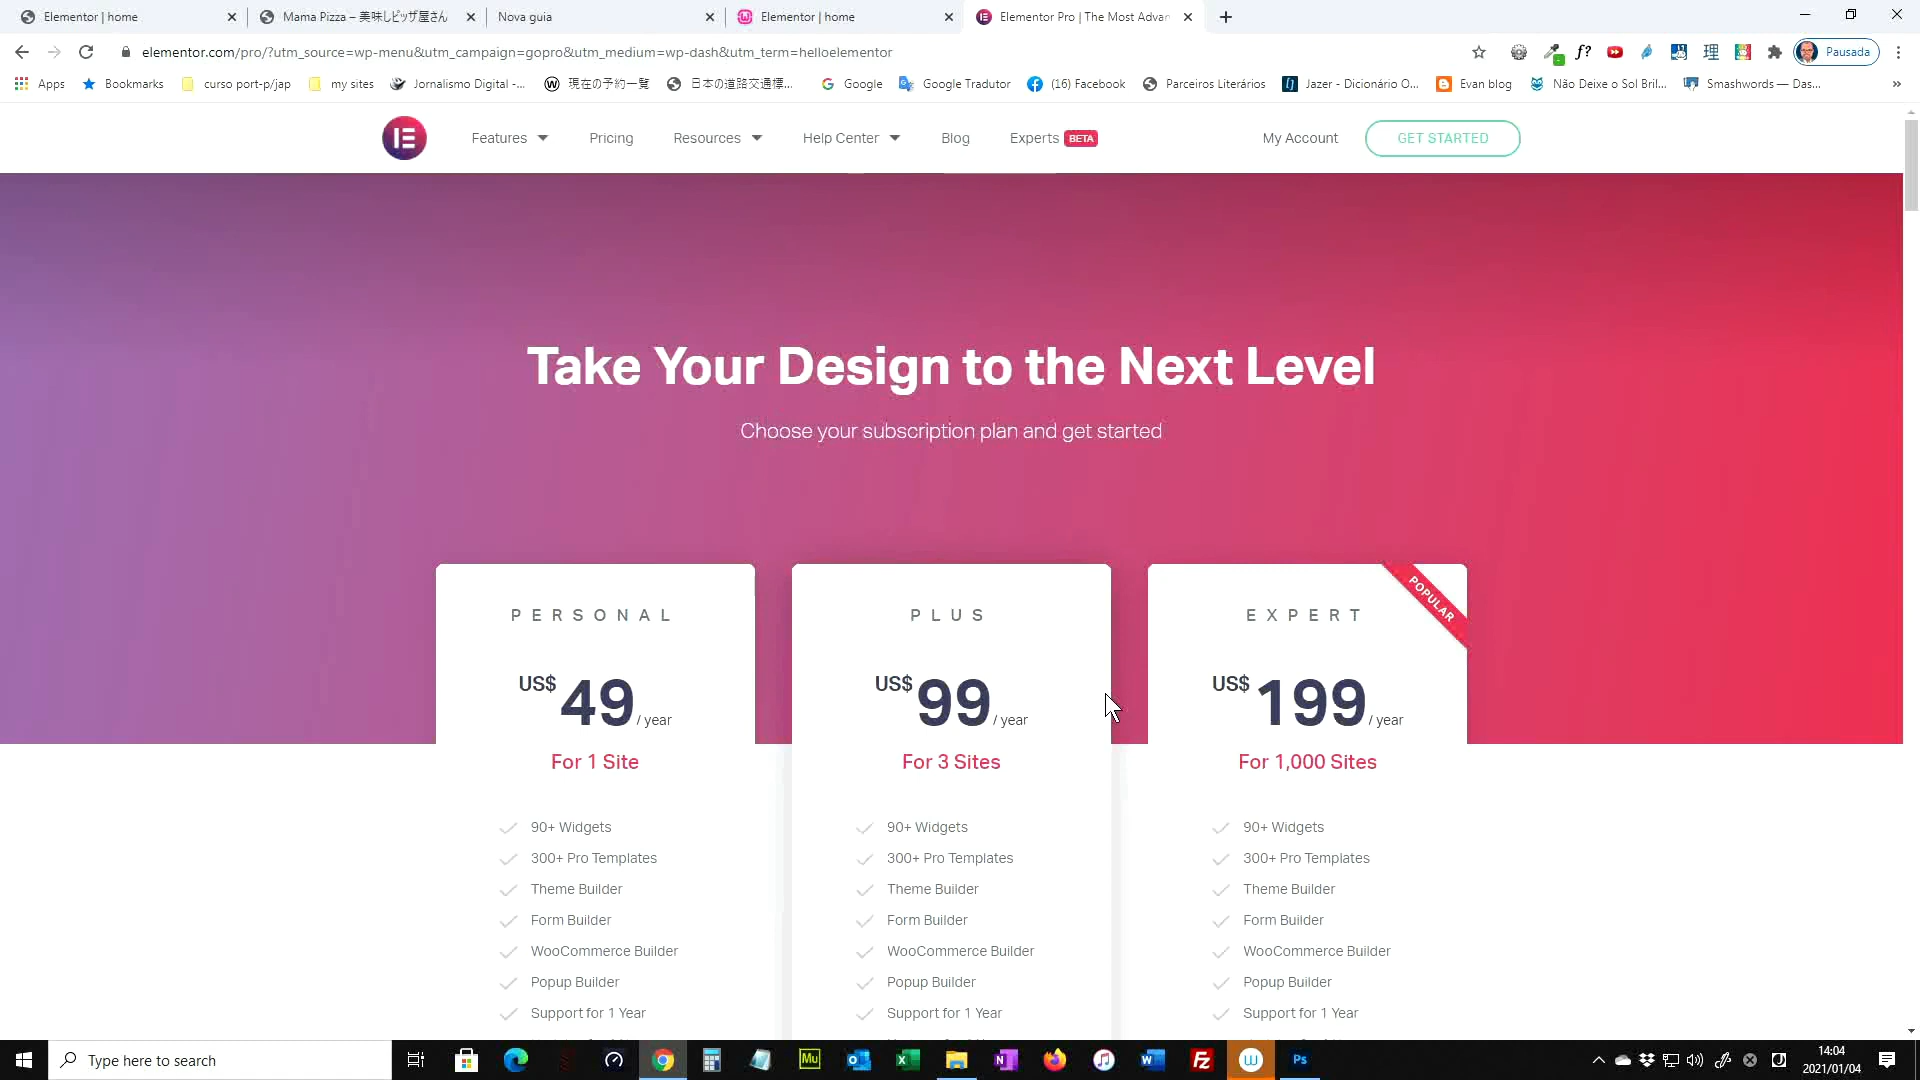 Elementor | home
Mama Pizza – 美味しピッザ屋さん
Nova guia
Elementor | home
Elementor Pro | The Most Advan
elementor.com/pro/?utm_source=wp-menu&utm_campaign=gopro&utm_medium=wp-dash&utm_term=helloelementor
Pausada
Apps
Bookmarks
curso port-p/jap
my sites
Jornalismo Digital -...
現在の予約一覧
日本の道路交通標...
Google
Google Tradutor
(16) Facebook
Parceiros Literários
Jazer - Dicionário O...
Evan blog
Não Deixe o Sol Bril...
Smashwords — Das...
Features
Pricing
Resources
Help Center
Blog
Experts BETA
My Account
GET STARTED
Take Your Design to the Next Level
Choose your subscription plan and get started
PERSONAL
US$ 49 / year
For 1 Site
90+ Widgets
300+ Pro Templates
Theme Builder
Form Builder
WooCommerce Builder
Popup Builder
Support for 1 Year
PLUS
US$ 99 / year
For 3 Sites
90+ Widgets
300+ Pro Templates
Theme Builder
Form Builder
WooCommerce Builder
Popup Builder
Support for 1 Year
EXPERT
POPULAR
US$ 199 / year
For 1,000 Sites
90+ Widgets
300+ Pro Templates
Theme Builder
Form Builder
WooCommerce Builder
Popup Builder
Support for 1 Year
Type here to search
14:04
2021/01/04